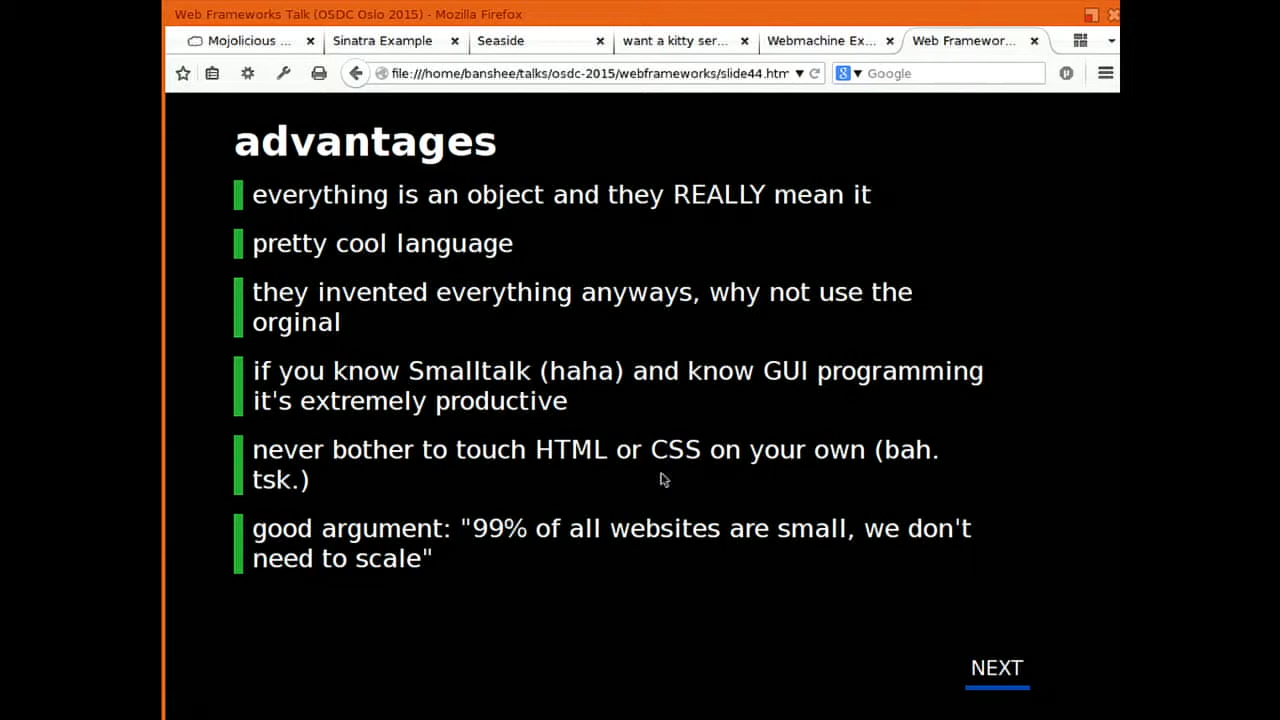 Web Frameworks Talk (OSDC Oslo 2015) - Mozilla Firefox
Mojolicious ... Sinatra Example Seaside want a kitty ser... Webmachine Ex... Web Framewor...
file:///home/banshee/talks/osdc-2015/webframeworks/slide44.htm Google
advantages
everything is an object and they REALLY mean it
pretty cool language
they invented everything anyways, why not use the
orginal
if you know Smalltalk (haha) and know GUI programming
it's extremely productive
never bother to touch HTML or CSS on your own (bah.
tsk.)
good argument: "99% of all websites are small, we don't
need to scale"
NEXT